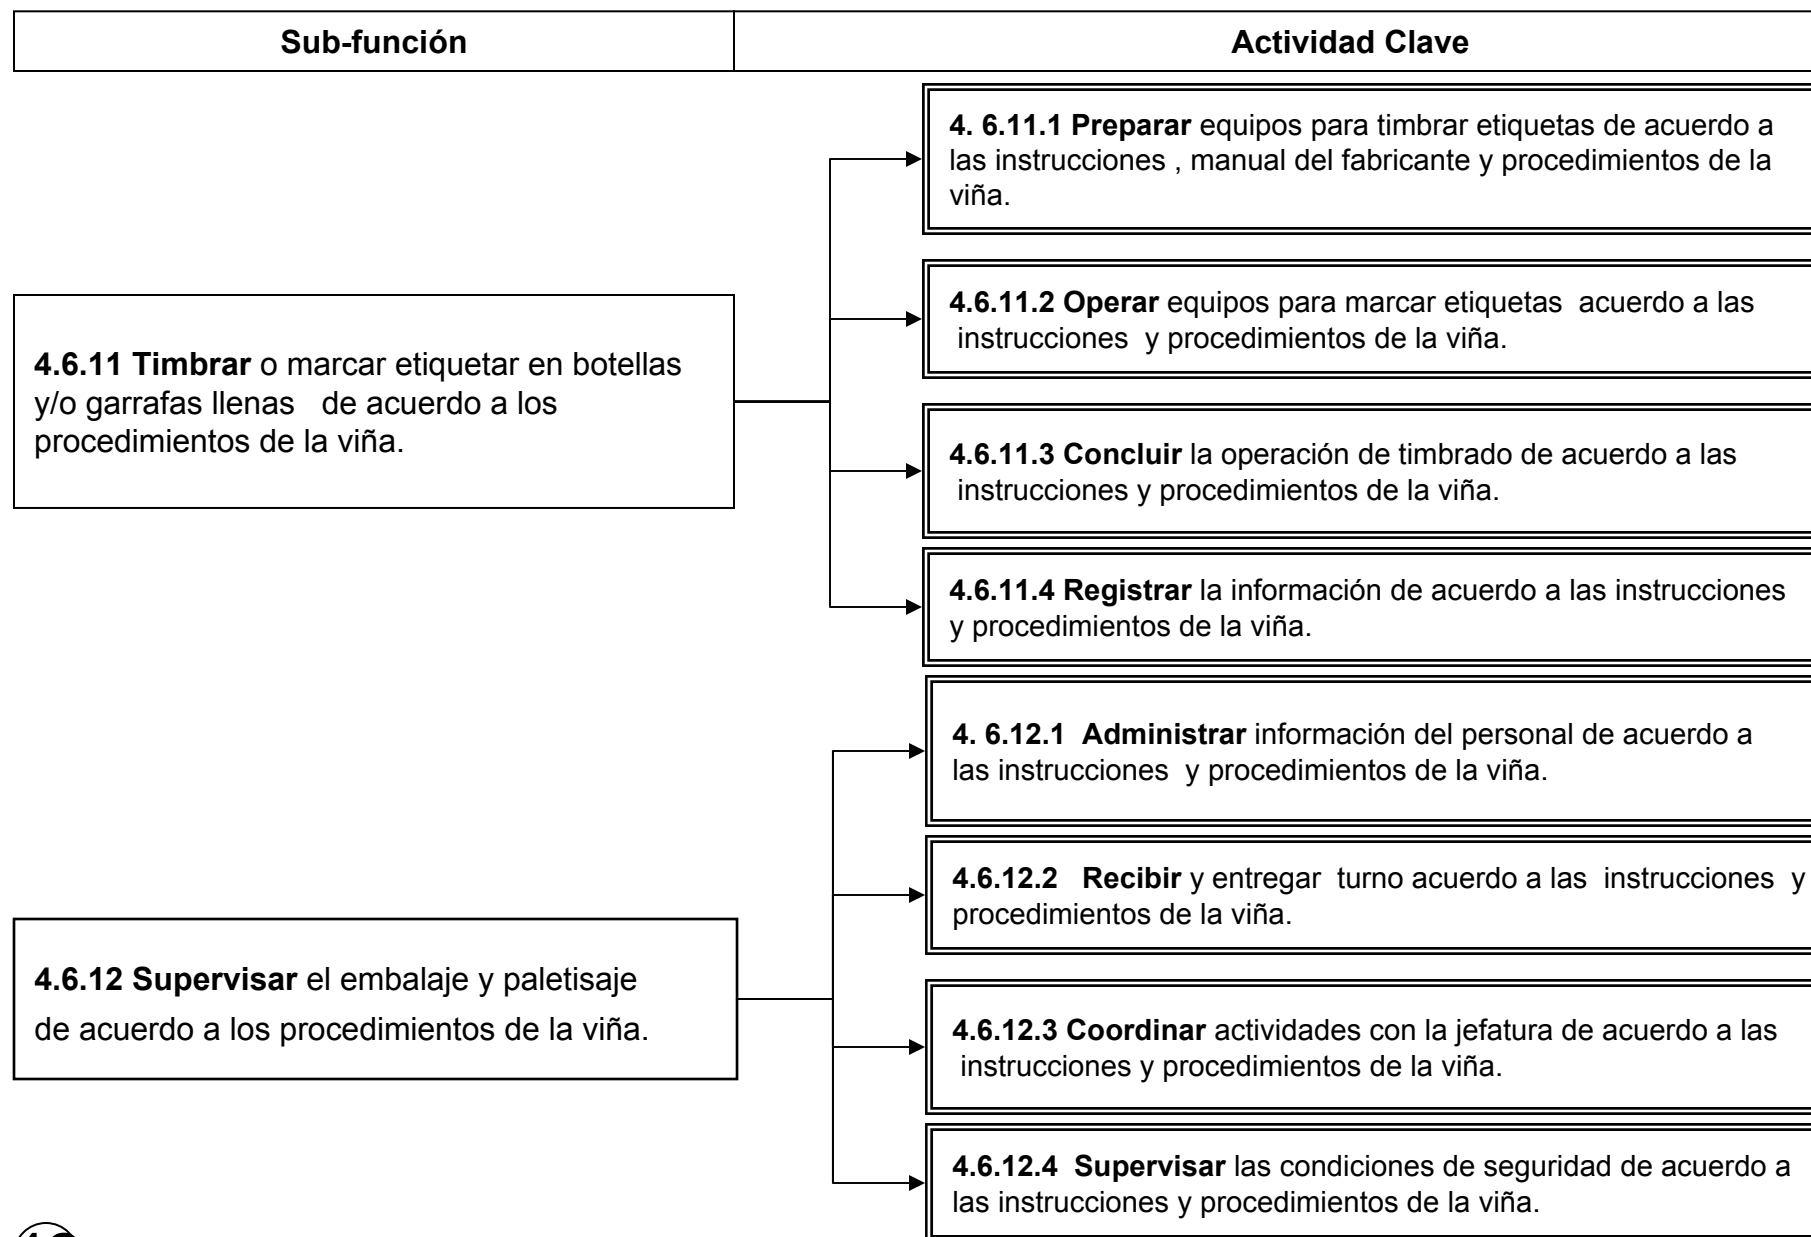 Sub-función
Actividad Clave
4. 6.11.1 Preparar equipos para timbrar etiquetas de acuerdo a
las instrucciones , manual del fabricante y procedimientos de la
viña.
4.6.11.2 Operar equipos para marcar etiquetas acuerdo a las
instrucciones y procedimientos de la viña.
4.6.11 Timbrar o marcar etiquetar en botellas
y/o garrafas llenas de acuerdo a los
procedimientos de la viña.
4.6.11.3 Concluir la operación de timbrado de acuerdo a las
instrucciones y procedimientos de la viña.
4.6.11.4 Registrar la información de acuerdo a las instrucciones
y procedimientos de la viña.
4. 6.12.1 Administrar información del personal de acuerdo a
las instrucciones y procedimientos de la viña.
4.6.12.2 Recibir y entregar turno acuerdo a las instrucciones y
procedimientos de la viña.
4.6.12 Supervisar el embalaje y paletisaje
de acuerdo a los procedimientos de la viña.
4.6.12.3 Coordinar actividades con la jefatura de acuerdo a las
instrucciones y procedimientos de la viña.
4.6.12.4 Supervisar las condiciones de seguridad de acuerdo a
las instrucciones y procedimientos de la viña.